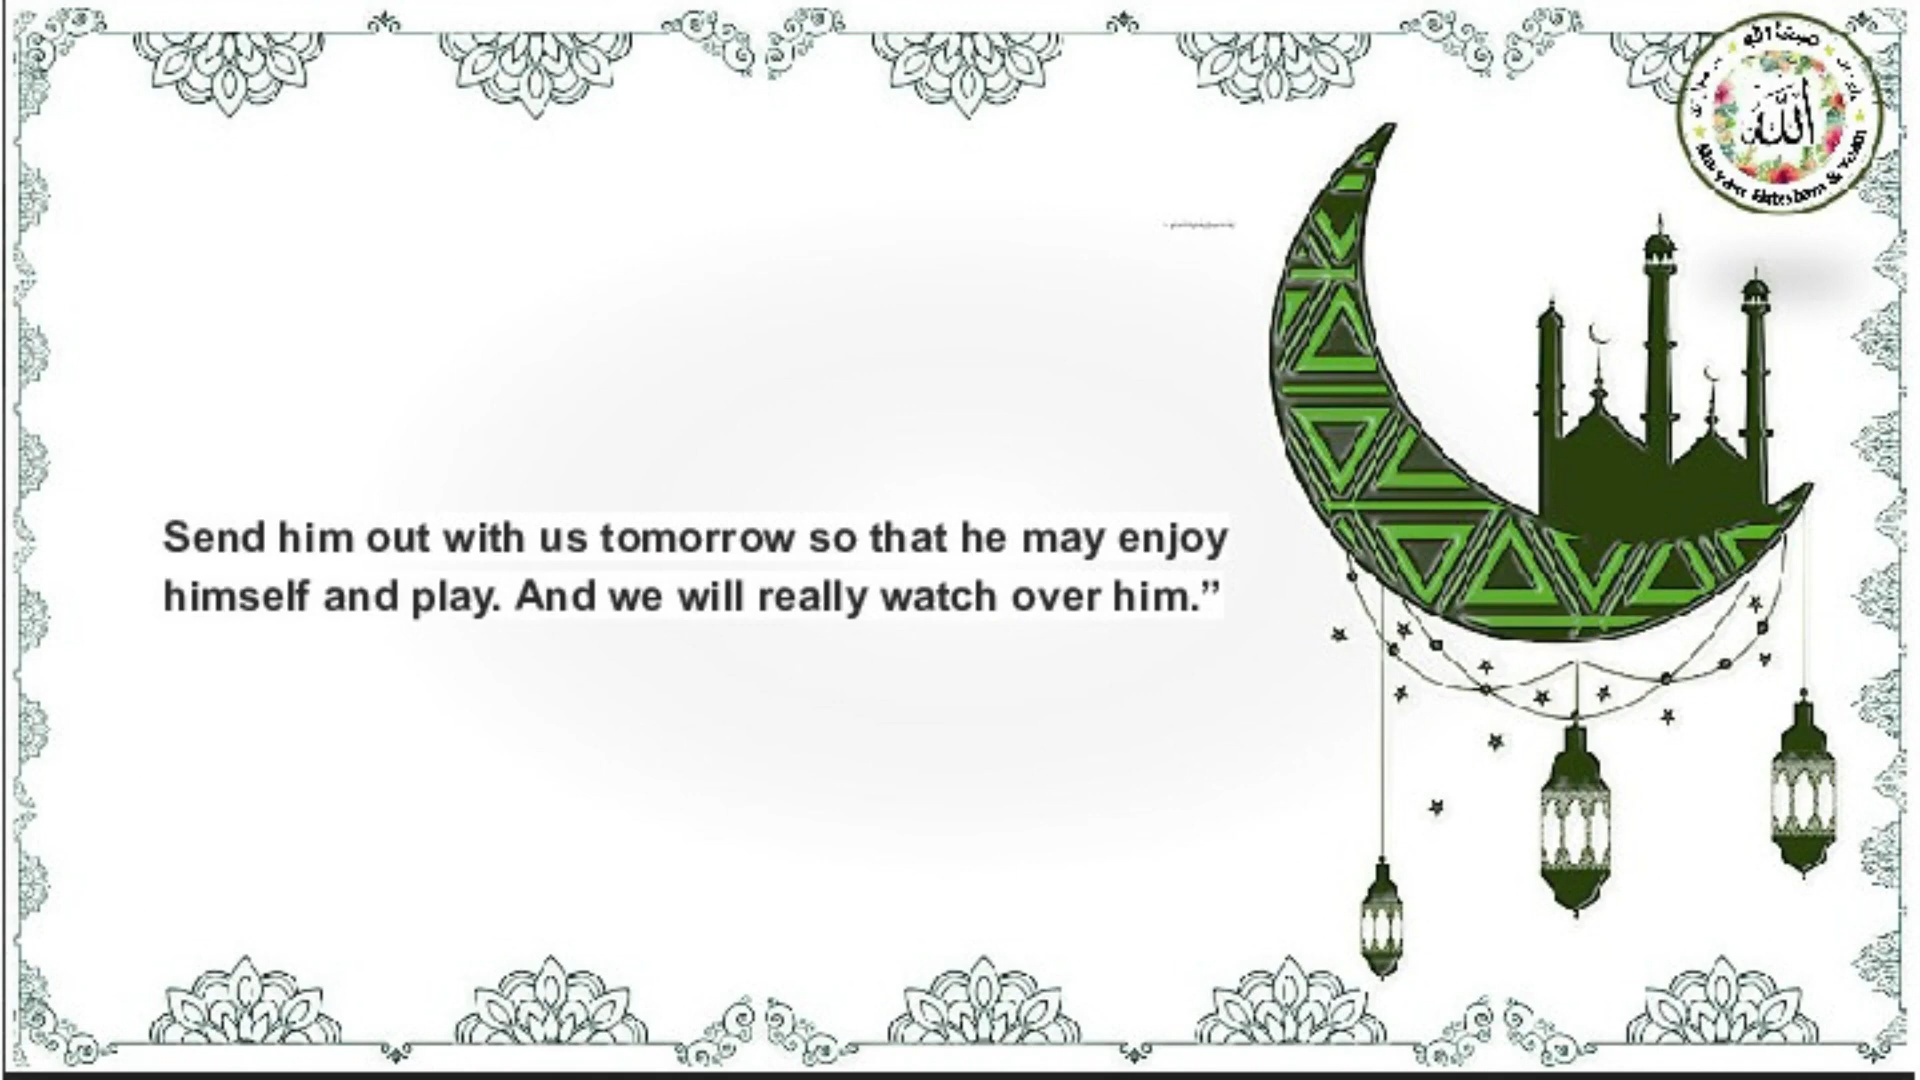 الله
Send him out with us tomorrow so that he may enjoy
himself and play. And we will really watch over him.”